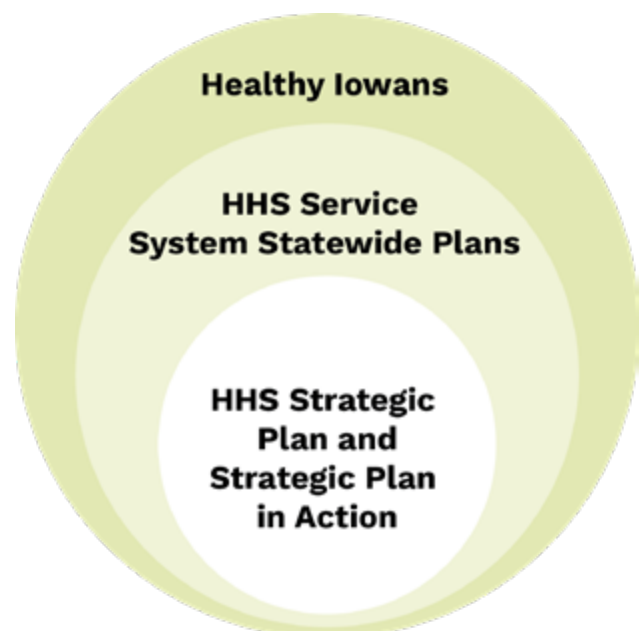 Healthy Iowans
HHS Service
System Statewide Plans
HHS Strategic
Plan and
Strategic Plan
in Action